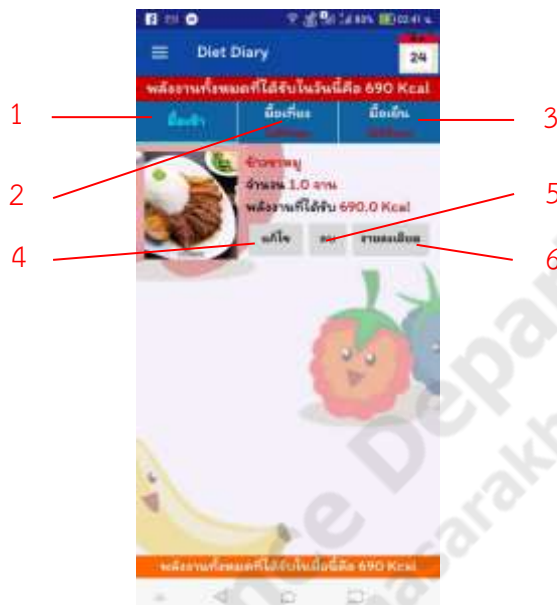 02:41 น.
Diet Diary
24
พลังงานทั้งหมดที่ได้รับในวันนี้คือ 690 Kcal
มื้อเช้า
มื้อเที่ยง
มื้อเย็น
1
3
2
ข้าวขาหมู
จำนวน 1.0 จาน
พลังงานที่ได้รับ 690.0 Kcal
5
แก้ไข
ลบ
รายละเอียด
4
6
พลังงานทั้งหมดที่ได้รับในมื้อนี้คือ 690 Kcal